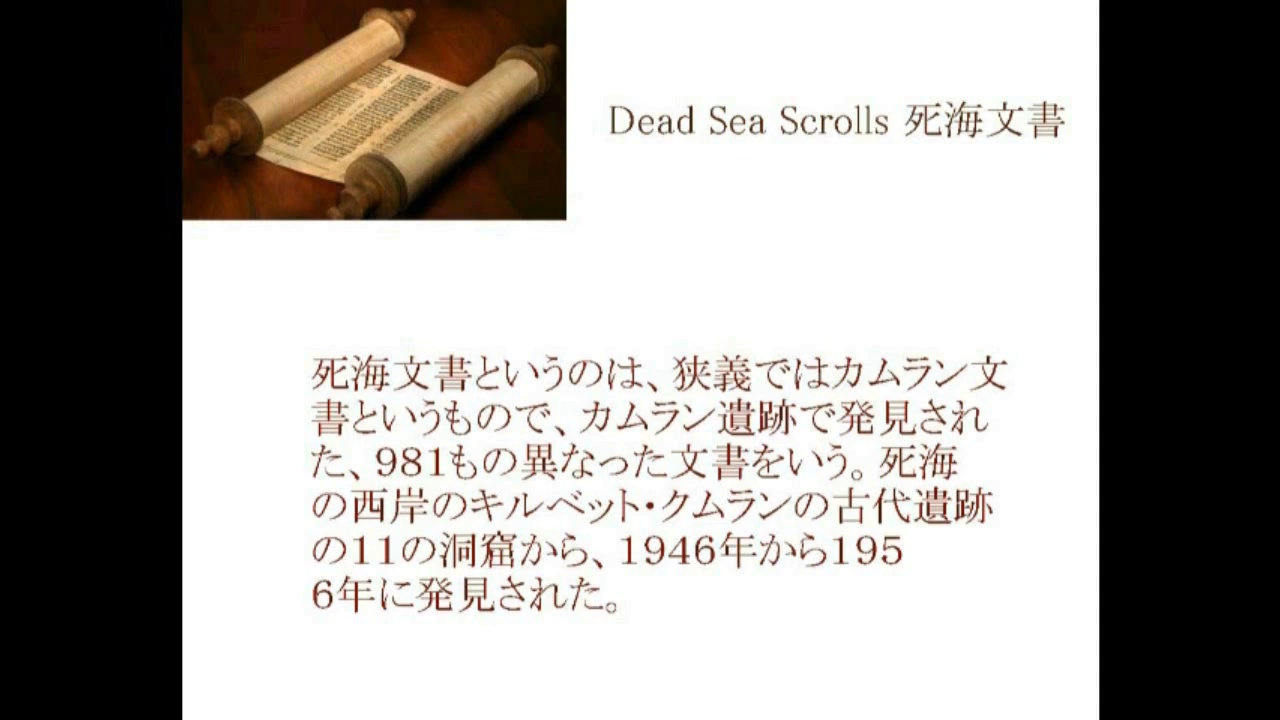 Dead Sea Scrolls 死海文書
死海文書というのは、狭義ではカムラン文
書というもので、カムラン遺跡で発見され
た、981もの異なった文書をいう。死海
の西岸のキルベット・クムランの古代遺跡
の11の洞窟から、1946年から195
6年に発見された。